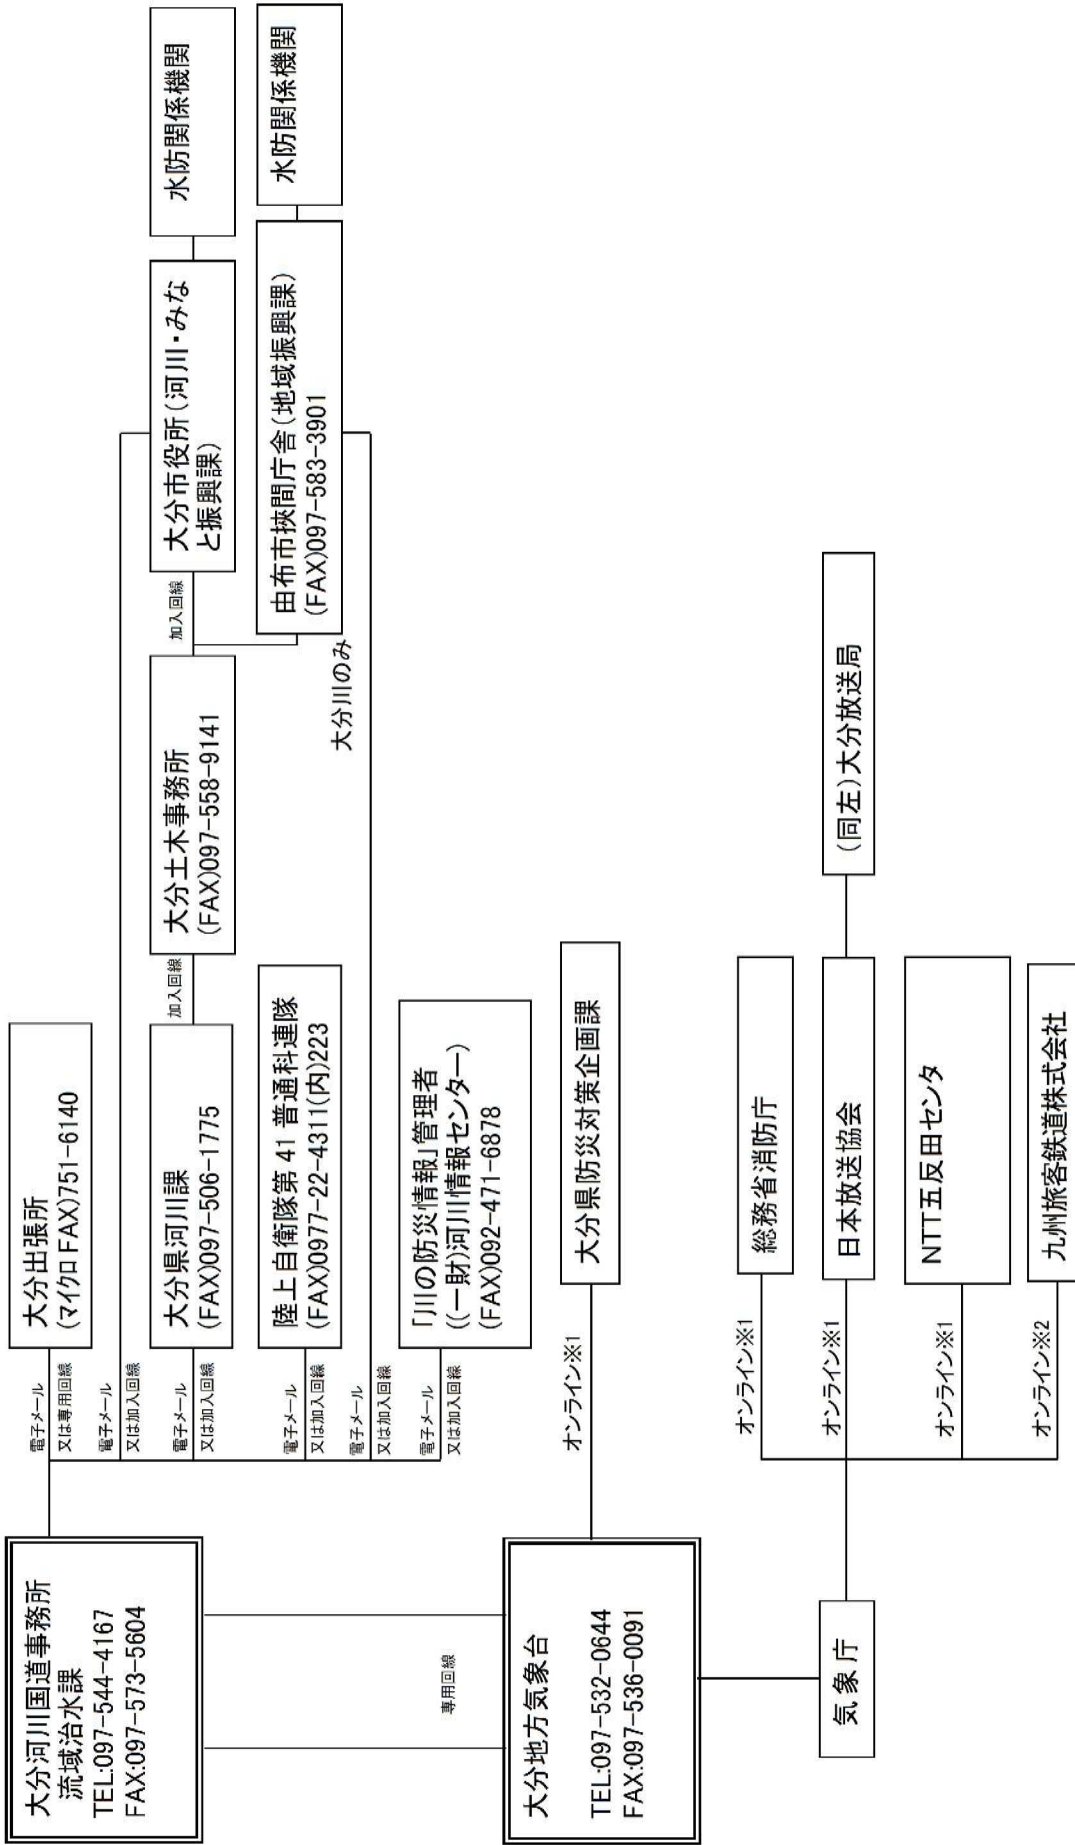 大分河川国道事務所
流域治水課
TEL:097-544-4167
FAX:097-573-5604
専用回線
大分地方気象台
TEL:097-532-0644
FAX:097-536-0091
気象庁
電子メール
又は専用回線
大分出張所
(マイクロFAX)751-6140
電子メール
又は加入回線
電子メール
又は加入回線
大分県河川課
(FAX)097-506-1775
加入回線
大分土木事務所
(FAX)097-558-9141
加入回線
大分市役所(河川・みな
と振興課)
水防関係機関
由布市挾間庁舎(地域振興課)
(FAX)097-583-3901
水防関係機関
大分川のみ
電子メール
又は加入回線
陸上自衛隊第41普通科連隊
(FAX)0977-22-4311(内)223
電子メール
又は加入回線
電子メール
又は加入回線
「川の防災情報」管理者
((一財)河川情報センター)
(FAX)092-471-6878
オンライン※1
大分県防災対策企画課
オンライン※1
総務省消防庁
オンライン※1
日本放送協会
(同左)大分放送局
オンライン※1
NTT五反田センタ
オンライン※2
九州旅客鉄道株式会社